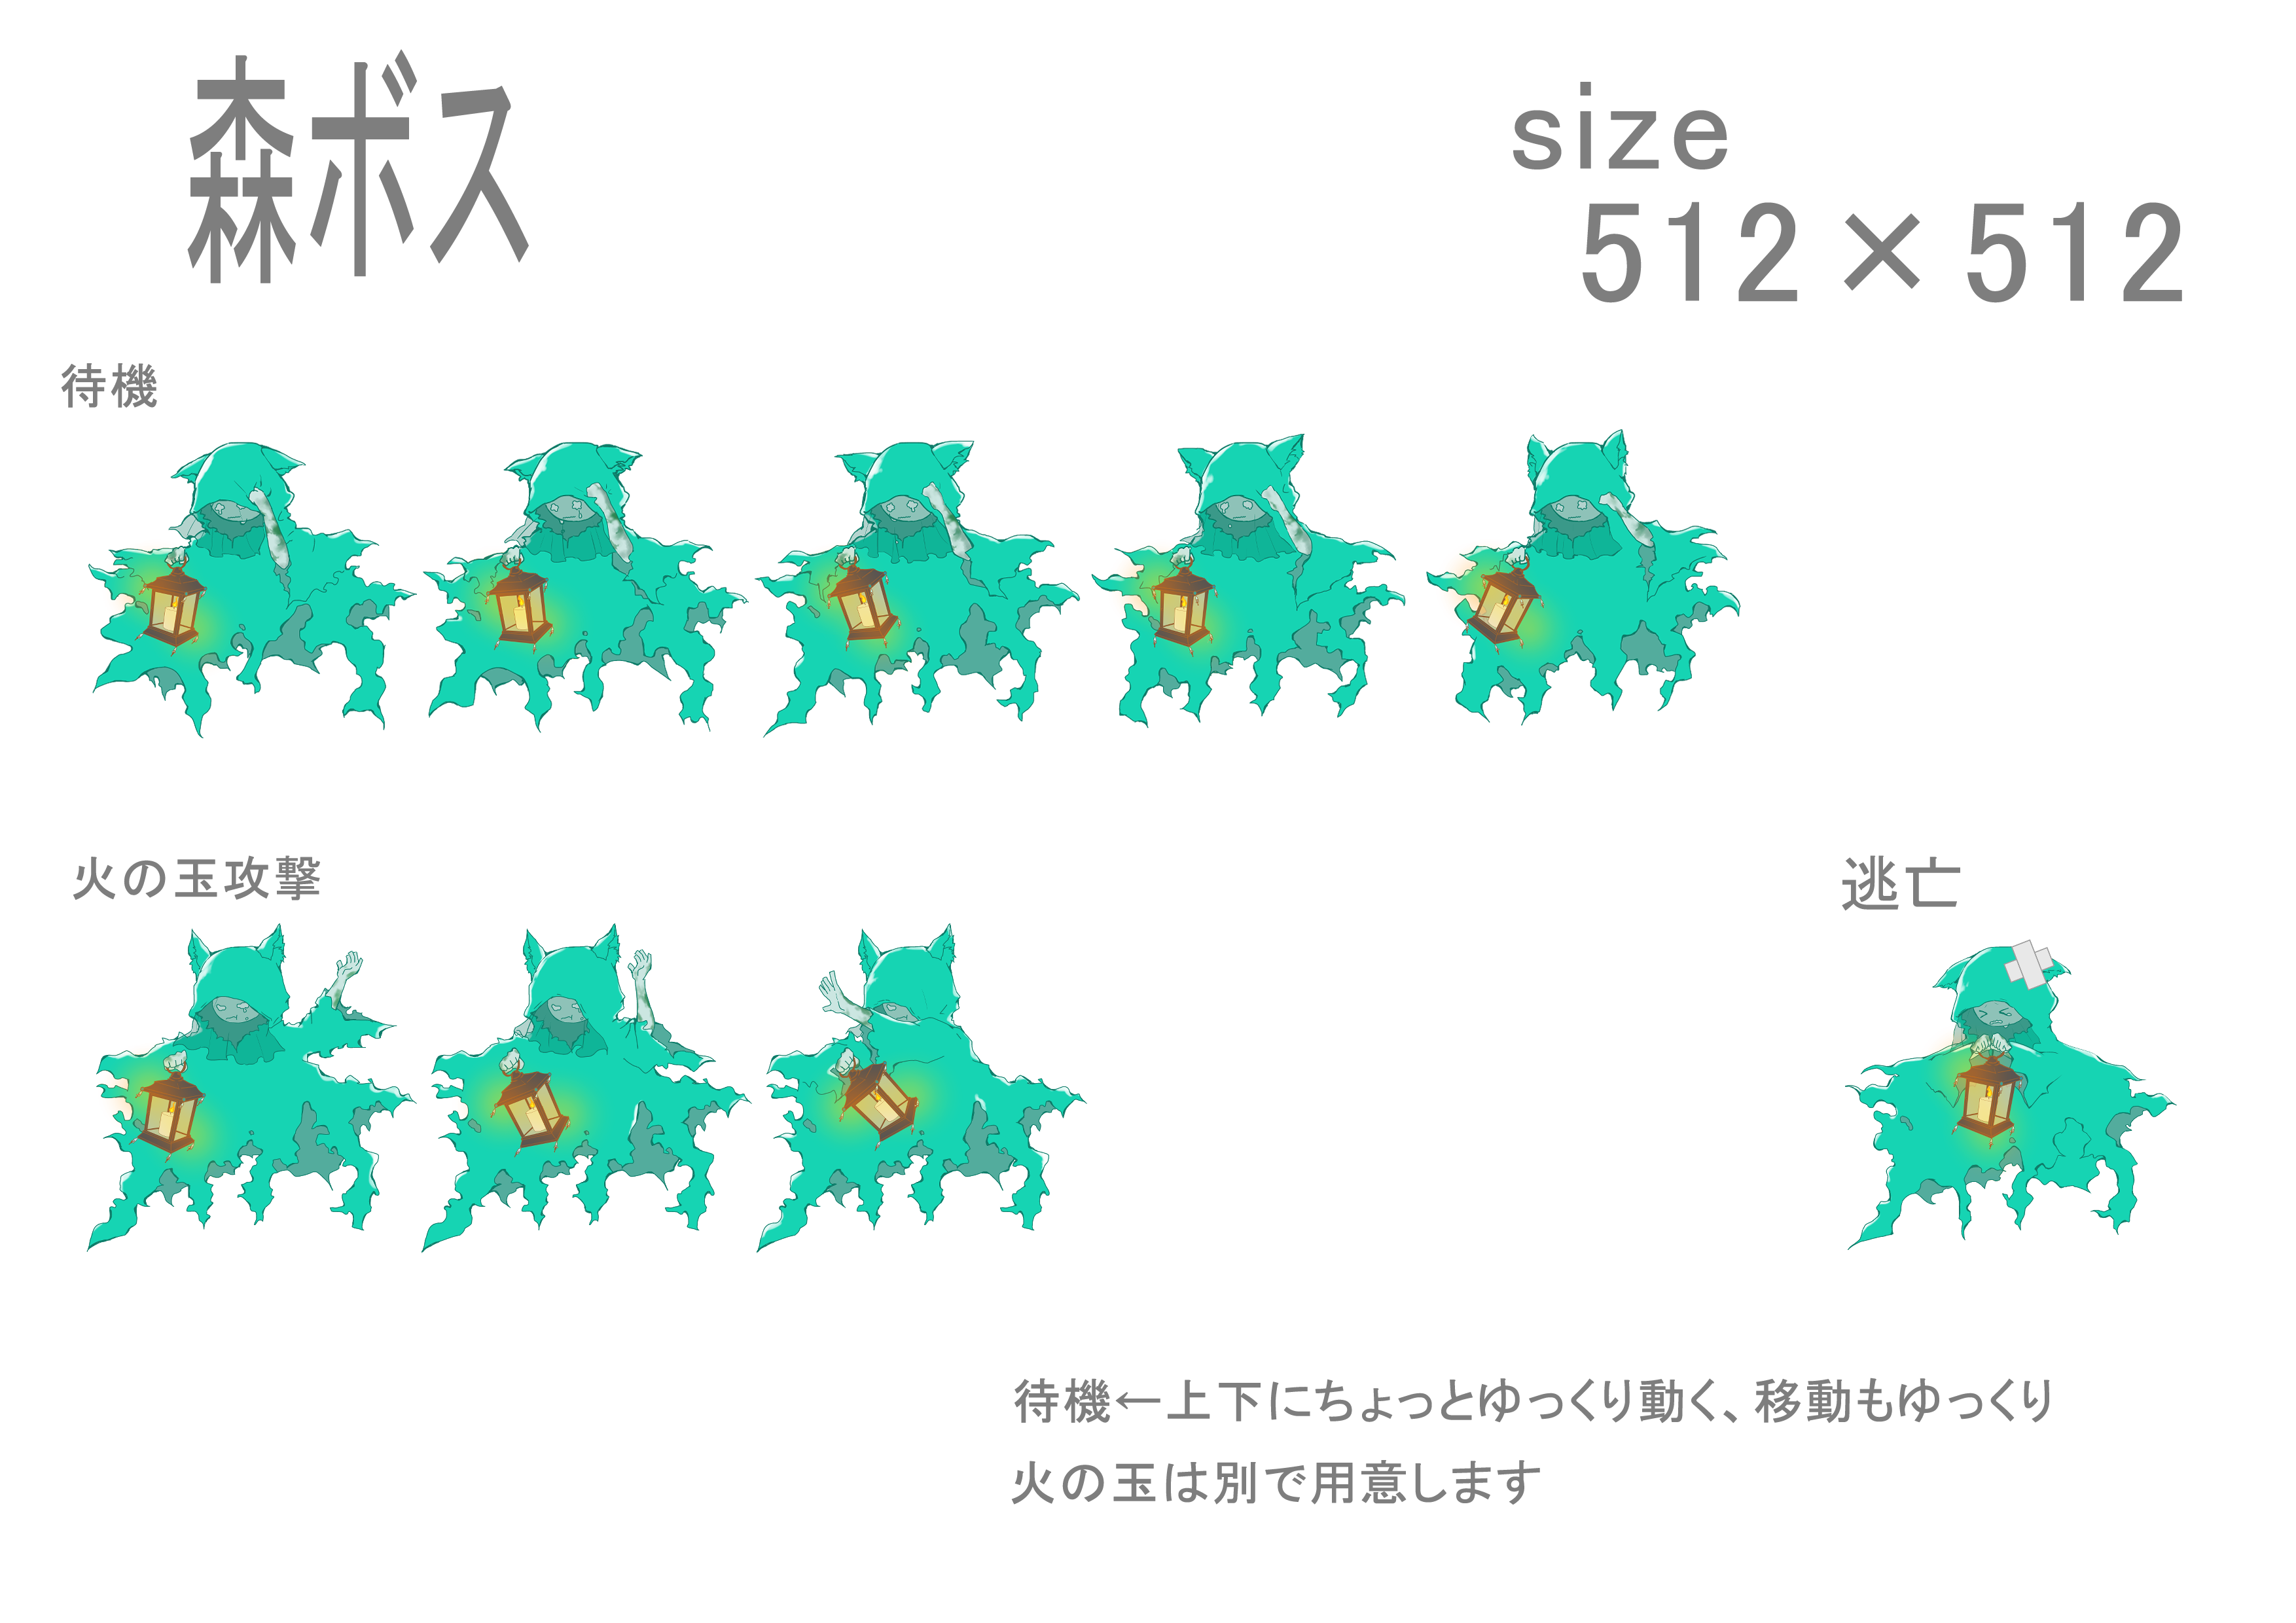 森ボス
size
512×512
待機
火の玉攻撃
逃亡
待機←上下にちょっとゆっくり動く、移動もゆっくり
火の玉は別で用意します